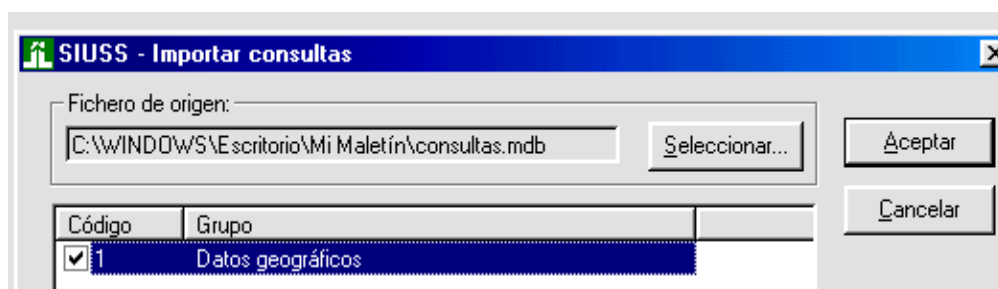 SIUSS - Importar consultas
Fichero de origen:
C:\WINDOWS\Escritorio\Mi Maletín\consultas.mdb
Seleccionar...
Aceptar
Cancelar
Código Grupo
1 Datos geográficos